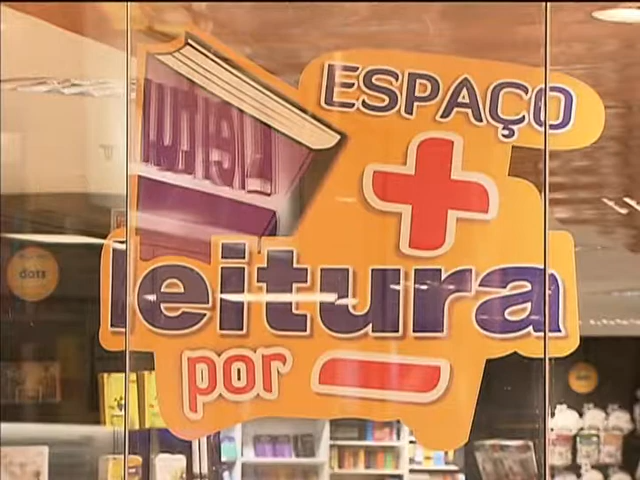 ESPAÇO
+
leitura
por −